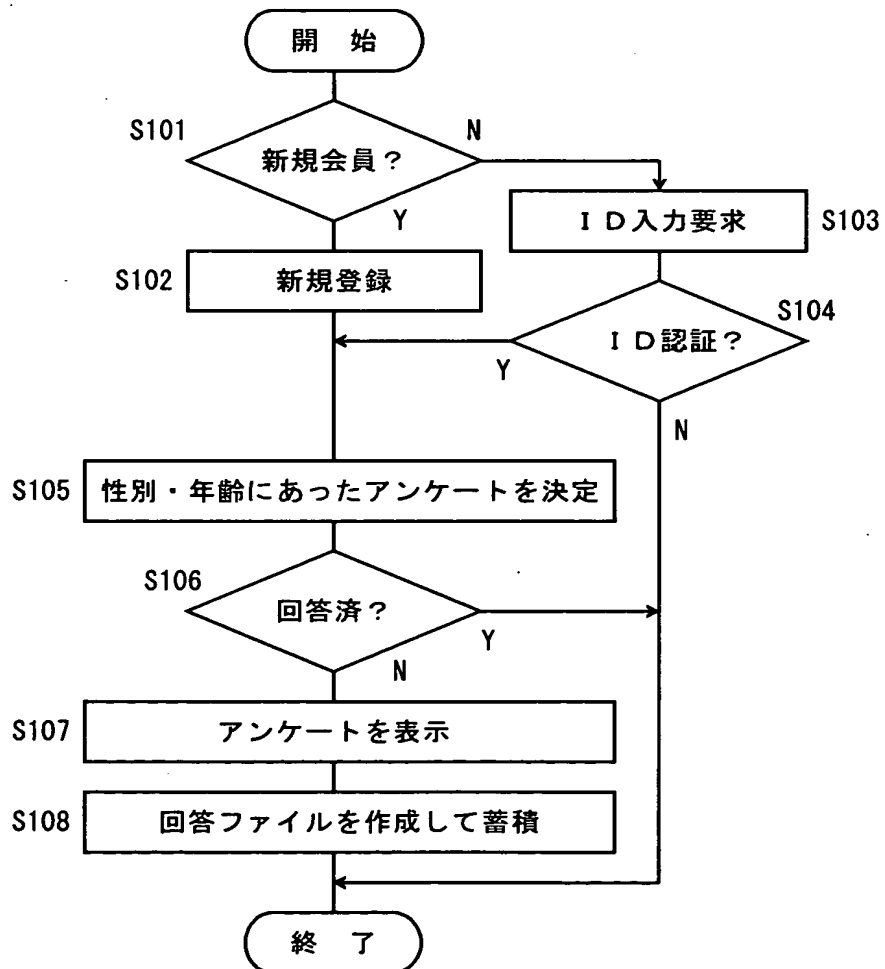 開 始
S101
新規会員？
N
Y
ＩＤ入力要求
S103
S102
新規登録
S104
ＩＤ認証？
Y
N
S105
性別・年齢にあったアンケートを決定
S106
回答済？
Y
N
S107
アンケートを表示
S108
回答ファイルを作成して蓄積
終 了